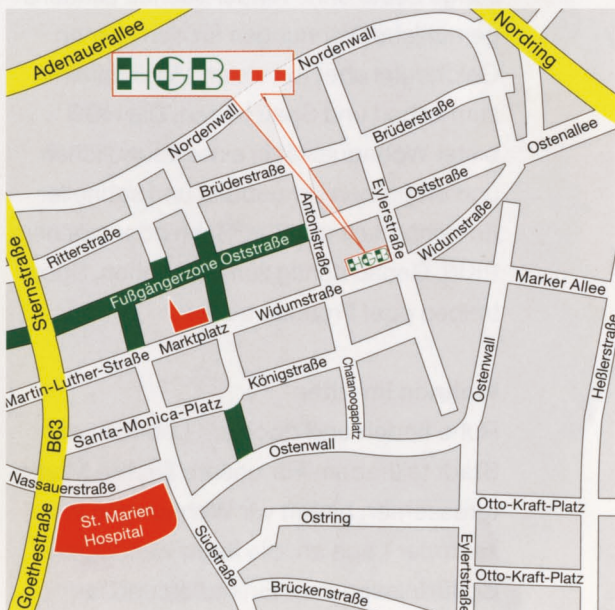 Adenauerallee
Nordring
HGB
Nordenwall
Nordenwall
Brüderstraße
Ostenallee
Brüderstraße
Oststraße
Eylerstraße
Antonistraße
Ritterstraße
Fußgängerzone Oststraße
Widumstraße
HGB
Sternstraße
Marker Allee
Widumstraße
Marktplatz
Martin-Luther-Straße
Heßlerstraße
Ostenwall
Königstraße
Chatanoogaplatz
Santa-Monica-Platz
B63
Ostenwall
Nassauerstraße
St. Marien
Hospital
Otto-Kraft-Platz
Ostring
Südstraße
Eylertstraße
Goethestraße
Otto-Kraft-Platz
Brückenstraße